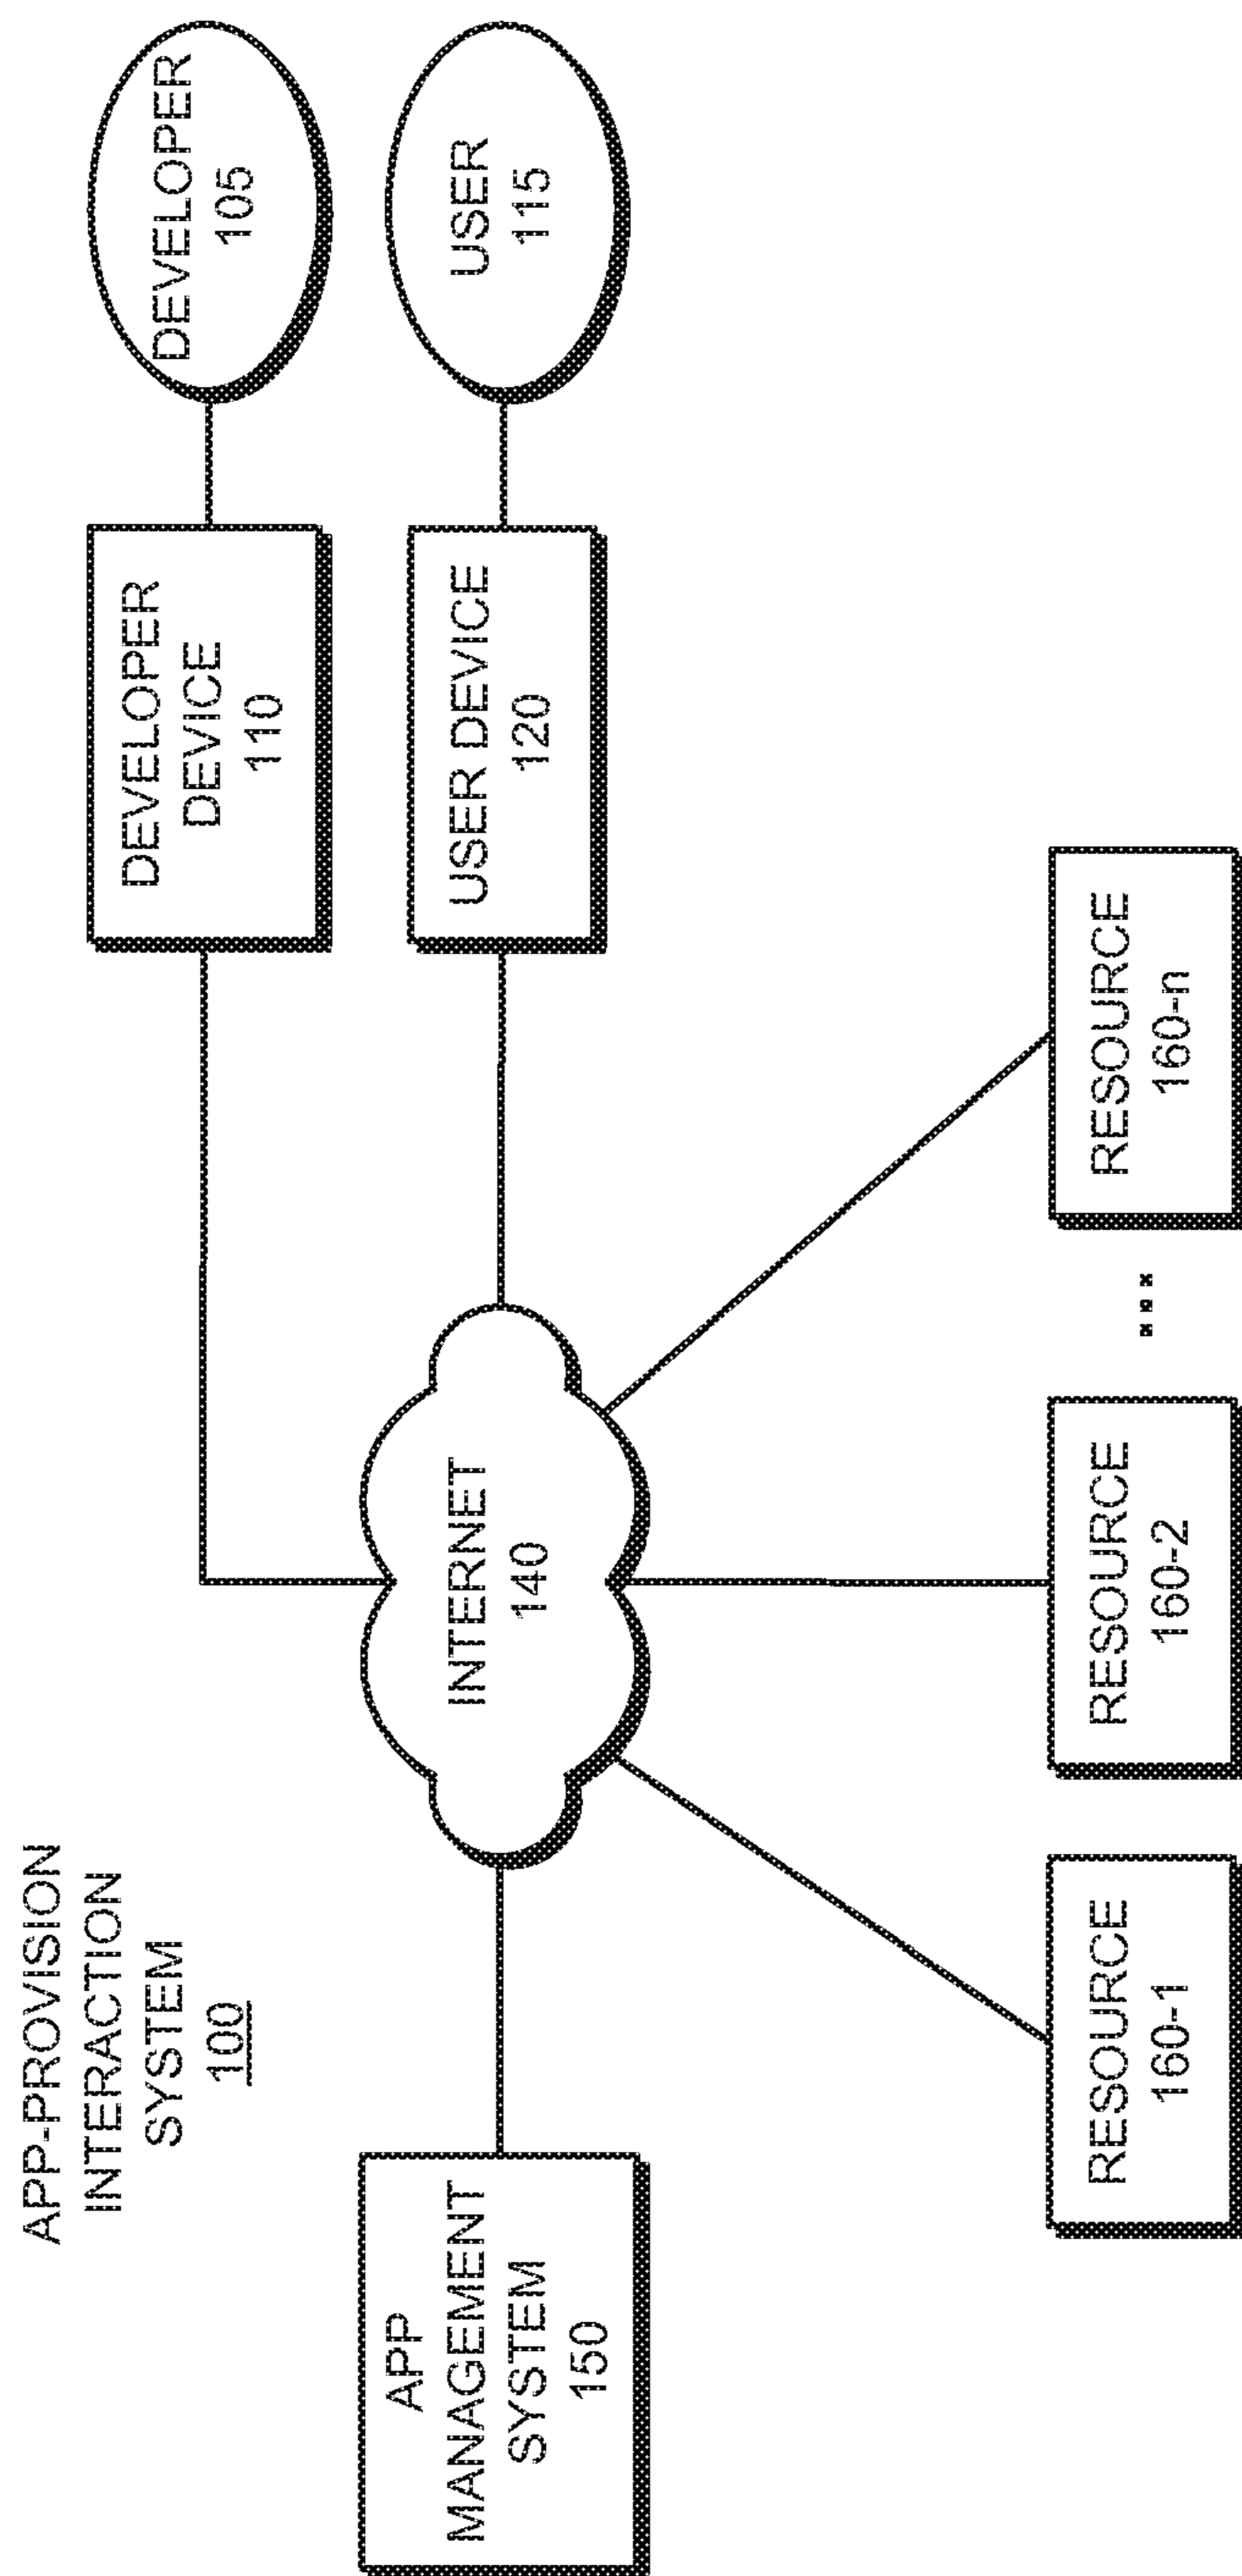 APP-PROVISION
INTERACTION
SYSTEM
100
DEVELOPER
105
DEVELOPER
DEVICE
110
USER
115
USER DEVICE
120
INTERNET
140
APP
MANAGEMENT
SYSTEM
150
RESOURCE
160-1
RESOURCE
160-2
...
RESOURCE
160-n